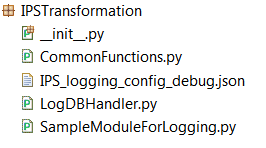 IPSTransformation
__init__.py
CommonFunctions.py
IPS_logging_config_debug.json
LogDBHandler.py
SampleModuleForLogging.py